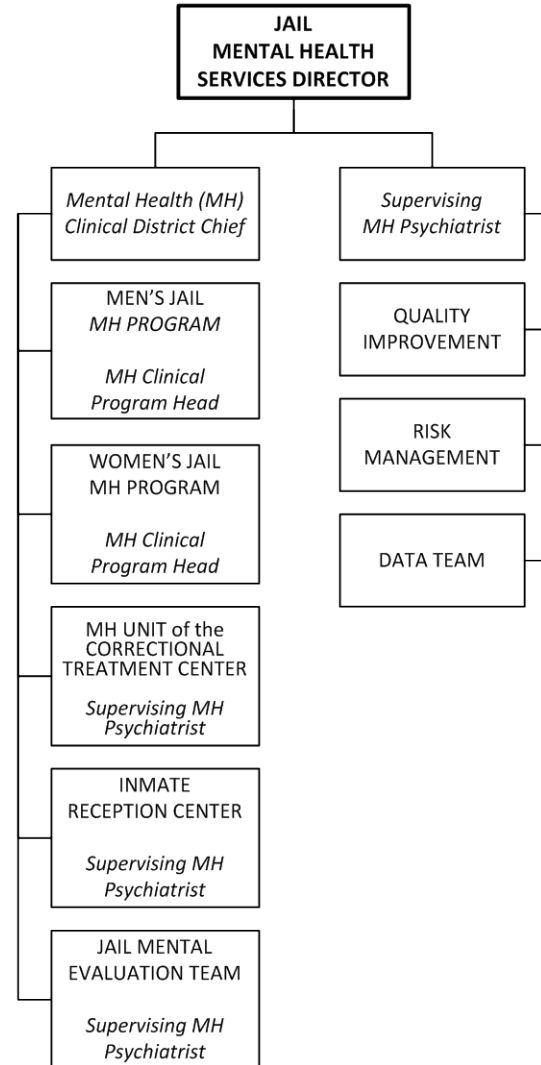 JAIL
MENTAL HEALTH
SERVICES DIRECTOR
Mental Health (MH)
Clinical District Chief
MEN’S JAIL
MH PROGRAM
MH Clinical
Program Head
WOMEN’S JAIL
MH PROGRAM
MH Clinical
Program Head
MH UNIT of the
CORRECTIONAL
TREATMENT CENTER
Supervising MH
Psychiatrist
INMATE
RECEPTION CENTER
Supervising MH
Psychiatrist
JAIL MENTAL
EVALUATION TEAM
Supervising MH
Psychiatrist
Supervising
MH Psychiatrist
QUALITY
IMPROVEMENT
RISK
MANAGEMENT
DATA TEAM